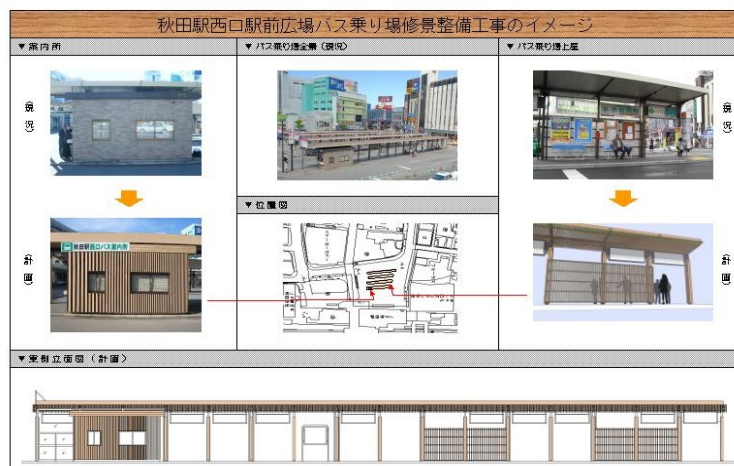 秋田駅西口駅前広場バス乗り場修景整備工事のイメージ
▼案内所
▼バス乗り場全景(現況)
▼バス乗り場上屋
(現況)
(現況)
▼位置図
(計画)
秋田駅西口バス案内所
(計画)
▼東側立面図(計画)